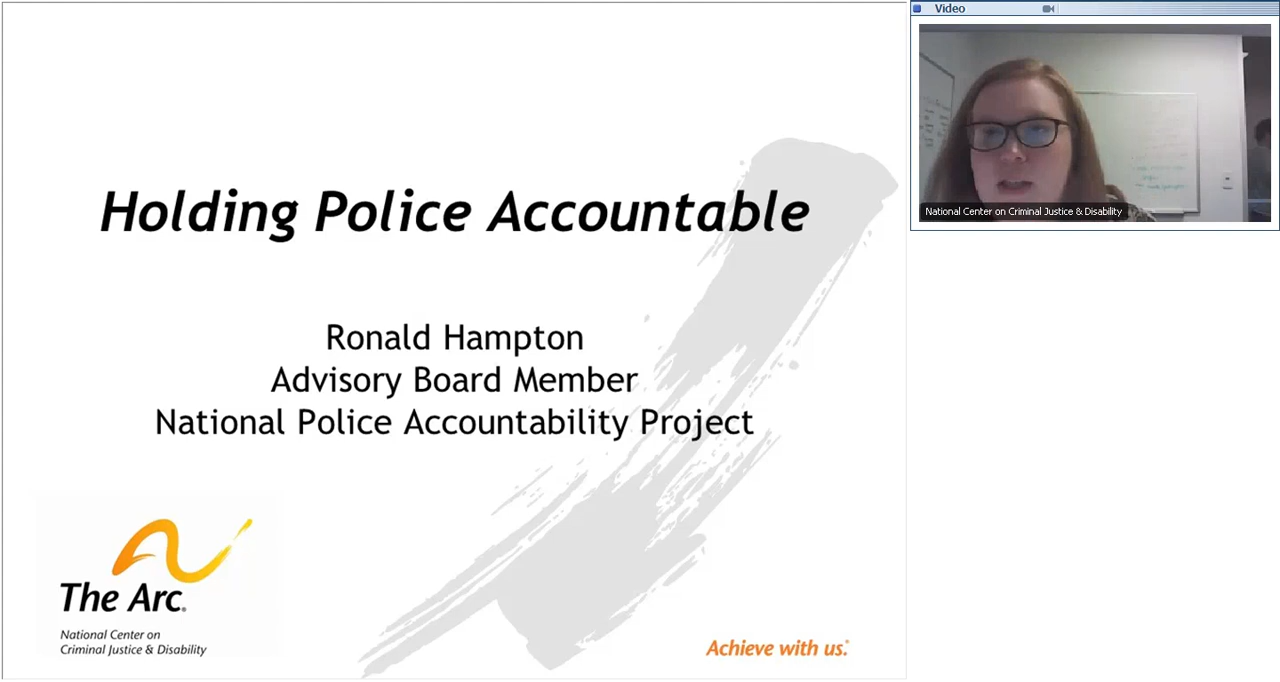 Holding Police Accountable
Ronald Hampton
Advisory Board Member
National Police Accountability Project
The Arc®
National Center on
Criminal Justice & Disability
Achieve with us.®
Video
National Center on Criminal Justice & Disability